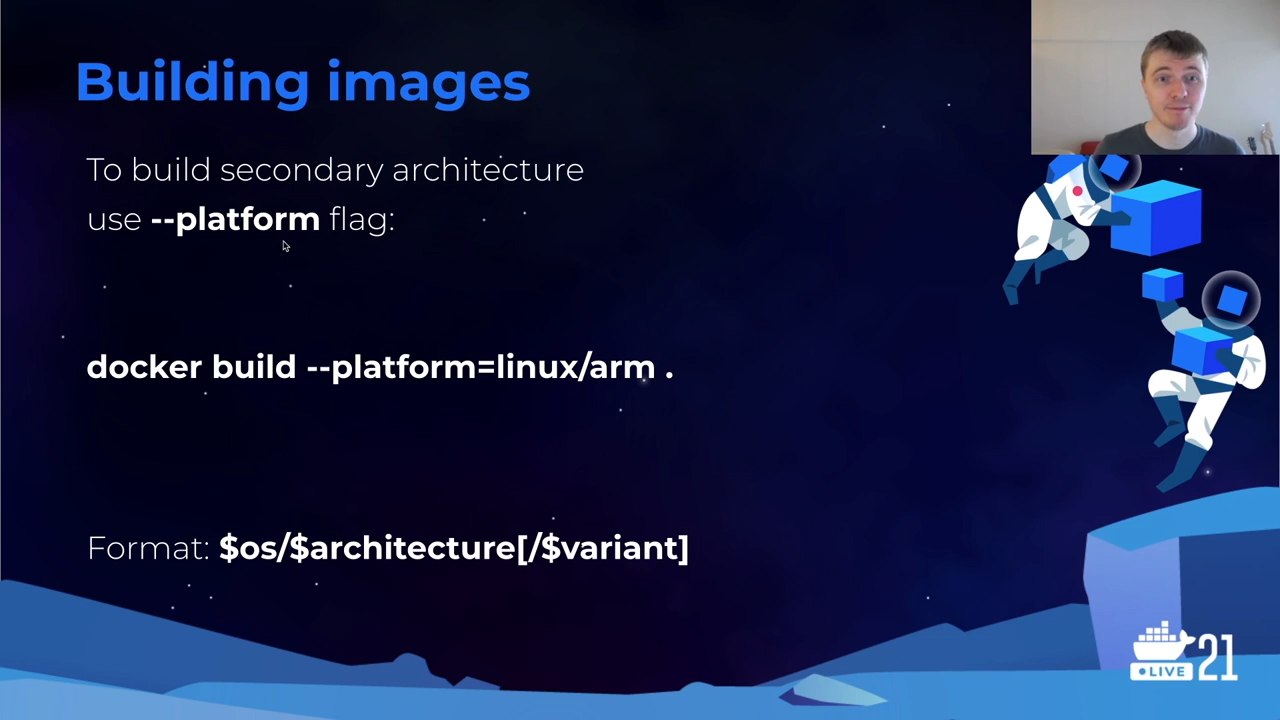 Building images
To build secondary architecture
use --platform flag:
docker build --platform=linux/arm .
Format: $os/$architecture[/$variant]
LIVE 21